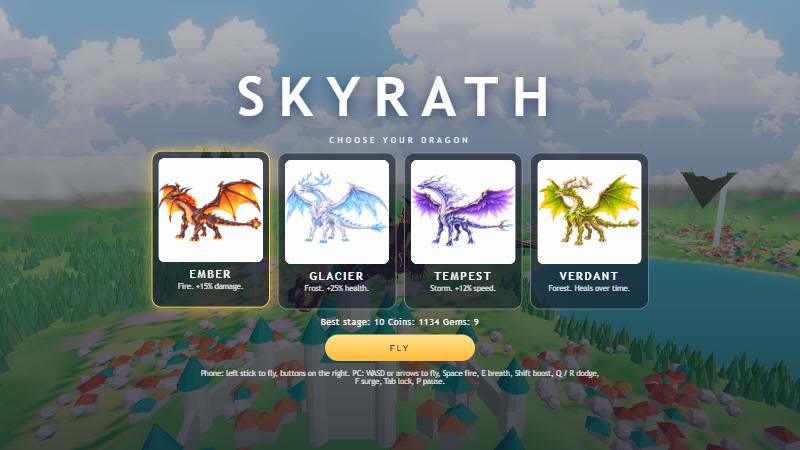 SKYRATH
CHOOSE YOUR DRAGON
EMBER
Fire. +15% damage.
GLACIER
Frost. +25% health.
TEMPEST
Storm. +12% speed.
VERDANT
Forest. Heals over time.
Best stage: 10 Coins: 1134 Gems: 9
FLY
Phone: left stick to fly, buttons on the right. PC: WASD or arrows to fly, Space fire, E breath, Shift boost, Q / R dodge,
F surge, Tab lock, P pause.